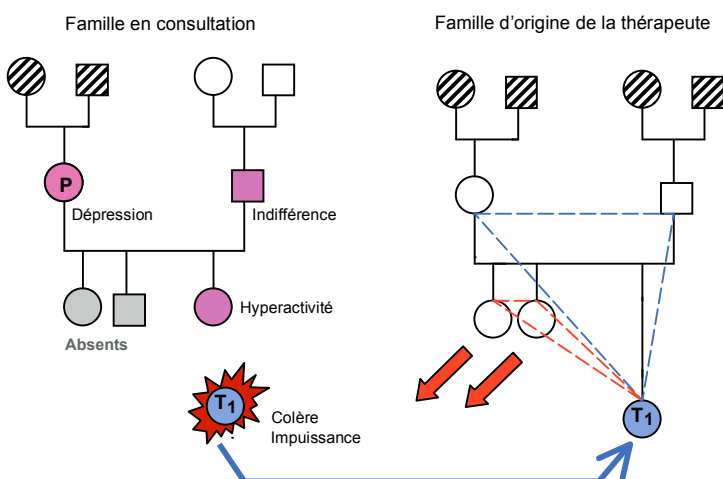 Famille en consultation
Famille d'origine de la thérapeute
P
Dépression
Indifférence
Hyperactivité
Absents
T1
Colère
Impuissance
T1